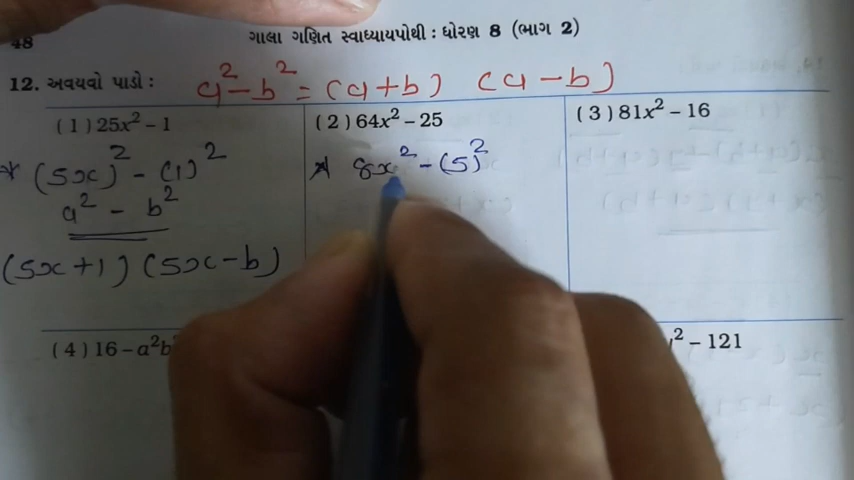 48
ગાલા ગણિત સ્વાધ્યાયપોથી : ધોરણ 8 (ભાગ 2)
12. અવયવો પાડો :
a² - b² = (a+b) (a-b)
(1) 25x² – 1
(5x)² - (1)²
a² - b²
(5x+1) (5x-b)
(2) 64x² – 25
8x² - (5)²
(3) 81x² – 16
(4) 16 – a²b
² – 121